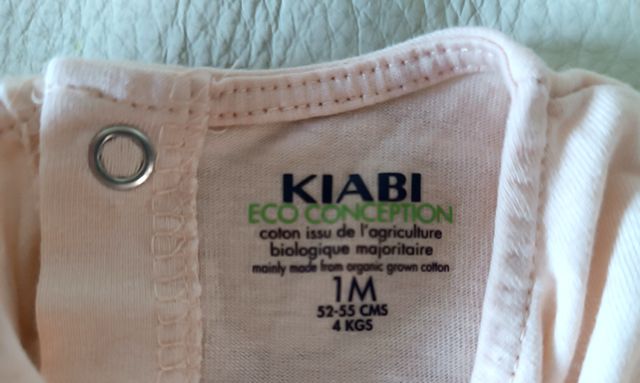 KIABI
ECO CONCEPTION
coton issu de l'agriculture
biologique majoritaire
mainly made from organic grown cotton
1M
52-55 CMS
4 KGS